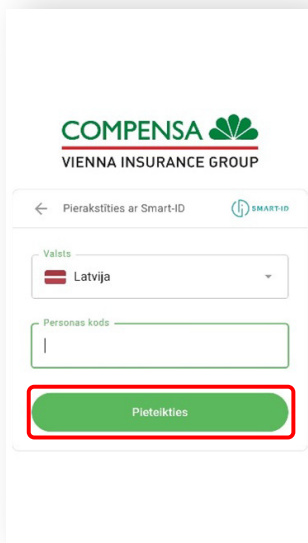 COMPENSA
VIENNA INSURANCE GROUP
Pierakstīties ar Smart-ID
SMART-ID
Valsts
Latvija
Personas kods
Pieteikties